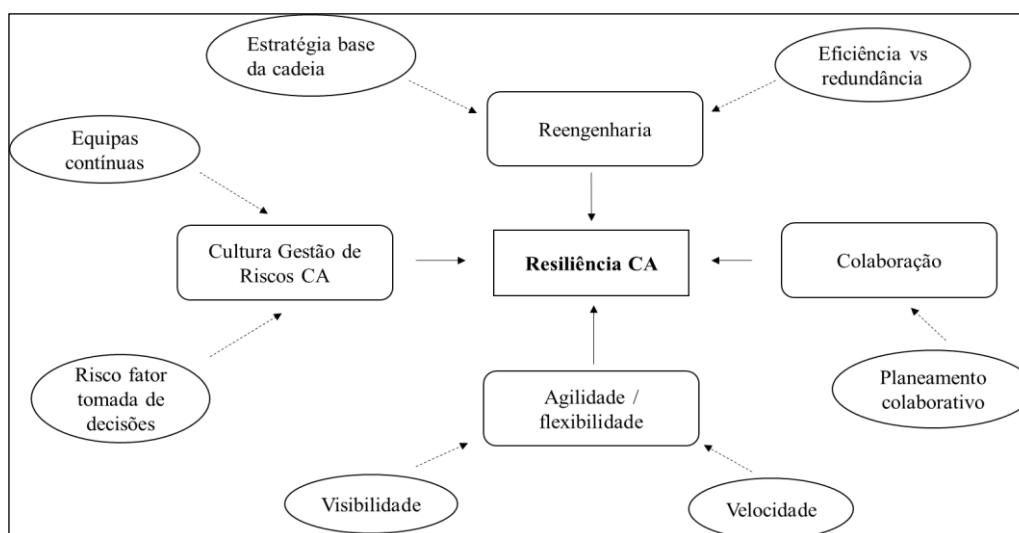 Estratégia base
da cadeia
Eficiência vs
redundância
Reengenharia
Equipas
contínuas
Cultura Gestão de
Riscos CA
Resiliência CA
Colaboração
Risco fator
tomada de
decisões
Agilidade /
flexibilidade
Planeamento
colaborativo
Visibilidade
Velocidade